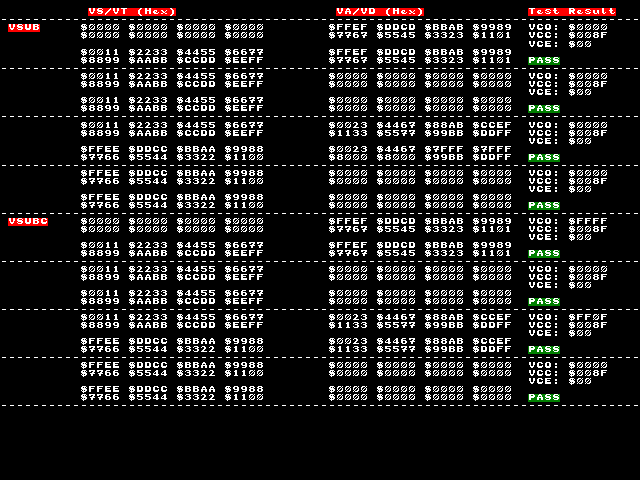 VS/VT (Hex) VA/VD (Hex) Test Result
VSUB $0000 $0000 $0000 $0000 $FFEF $DDCD $BBAB $9989 VCO: $0000
$0000 $0000 $0000 $0000 $7767 $5545 $3323 $1101 VCC: $008F
VCE: $00
$0011 $2233 $4455 $6677 $FFEF $DDCD $BBAB $9989
$8899 $AABB $CCDD $EEFF $7767 $5545 $3323 $1101 PASS
$0011 $2233 $4455 $6677 $0000 $0000 $0000 $0000 VCO: $0000
$8899 $AABB $CCDD $EEFF $0000 $0000 $0000 $0000 VCC: $008F
VCE: $00
$0011 $2233 $4455 $6677 $0000 $0000 $0000 $0000
$8899 $AABB $CCDD $EEFF $0000 $0000 $0000 $0000 PASS
$0011 $2233 $4455 $6677 $0023 $4467 $88AB $CCEF VCO: $0000
$8899 $AABB $CCDD $EEFF $1133 $5577 $99BB $DDFF VCC: $008F
VCE: $00
$FFEE $DDCC $BBAA $9988 $0023 $4467 $7FFF $7FFF
$7766 $5544 $3322 $1100 $8000 $8000 $99BB $DDFF PASS
$FFEE $DDCC $BBAA $9988 $0000 $0000 $0000 $0000 VCO: $0000
$7766 $5544 $3322 $1100 $0000 $0000 $0000 $0000 VCC: $008F
VCE: $00
$FFEE $DDCC $BBAA $9988 $0000 $0000 $0000 $0000
$7766 $5544 $3322 $1100 $0000 $0000 $0000 $0000 PASS
VSUBC $0000 $0000 $0000 $0000 $FFEF $DDCD $BBAB $9989 VCO: $FFFF
$0000 $0000 $0000 $0000 $7767 $5545 $3323 $1101 VCC: $008F
VCE: $00
$0011 $2233 $4455 $6677 $FFEF $DDCD $BBAB $9989
$8899 $AABB $CCDD $EEFF $7767 $5545 $3323 $1101 PASS
$0011 $2233 $4455 $6677 $0000 $0000 $0000 $0000 VCO: $0000
$8899 $AABB $CCDD $EEFF $0000 $0000 $0000 $0000 VCC: $008F
VCE: $00
$0011 $2233 $4455 $6677 $0000 $0000 $0000 $0000
$8899 $AABB $CCDD $EEFF $0000 $0000 $0000 $0000 PASS
$0011 $2233 $4455 $6677 $0023 $4467 $88AB $CCEF VCO: $FF0F
$8899 $AABB $CCDD $EEFF $1133 $5577 $99BB $DDFF VCC: $008F
VCE: $00
$FFEE $DDCC $BBAA $9988 $0023 $4467 $88AB $CCEF
$7766 $5544 $3322 $1100 $1133 $5577 $99BB $DDFF PASS
$FFEE $DDCC $BBAA $9988 $0000 $0000 $0000 $0000 VCO: $0000
$7766 $5544 $3322 $1100 $0000 $0000 $0000 $0000 VCC: $008F
VCE: $00
$FFEE $DDCC $BBAA $9988 $0000 $0000 $0000 $0000
$7766 $5544 $3322 $1100 $0000 $0000 $0000 $0000 PASS